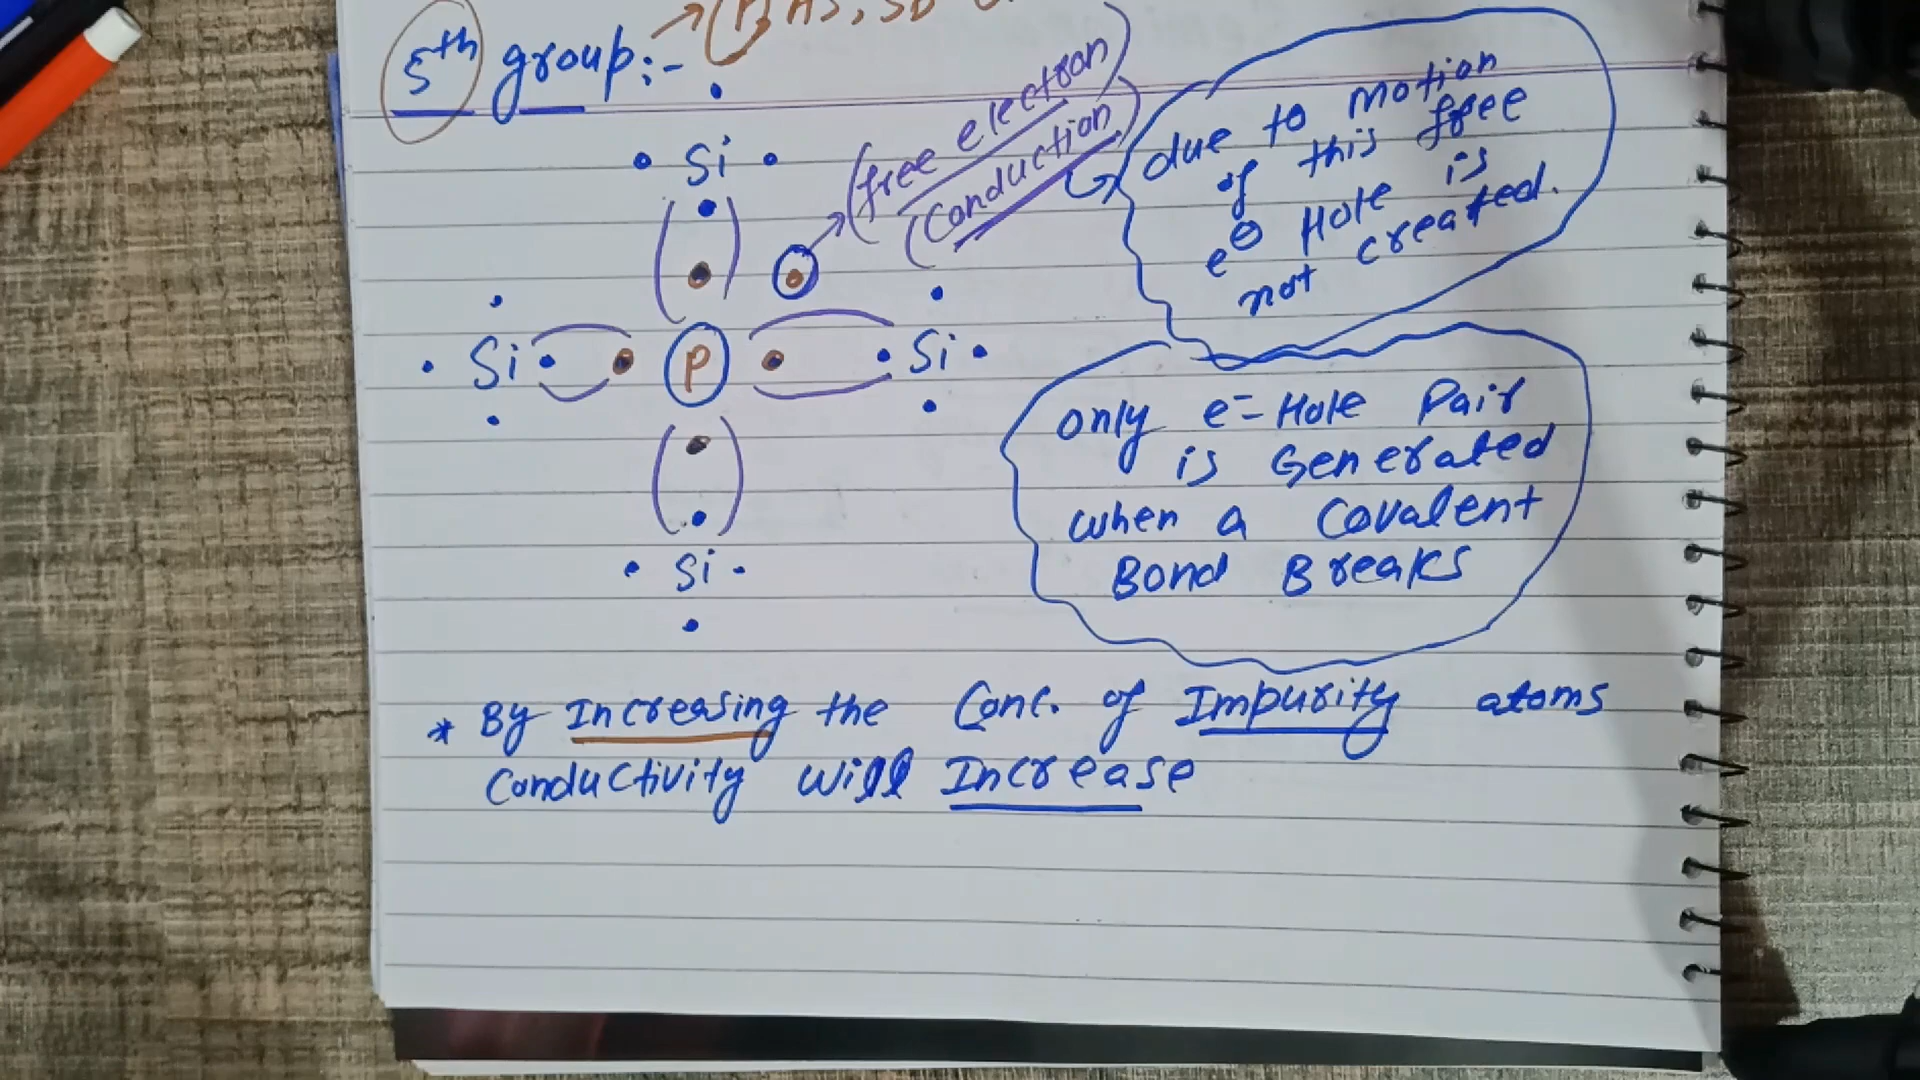 5th group:- (P, As, Sb
Si
(free electron)
(conduction)
due to motion
of this free
e⊖ Hole is
not created.
Si P Si
only e-- Hole Pair
is Generated
when a Covalent
Bond Breaks
Si
* By Increasing the Conc. of Impurity atoms
Conductivity will Increase